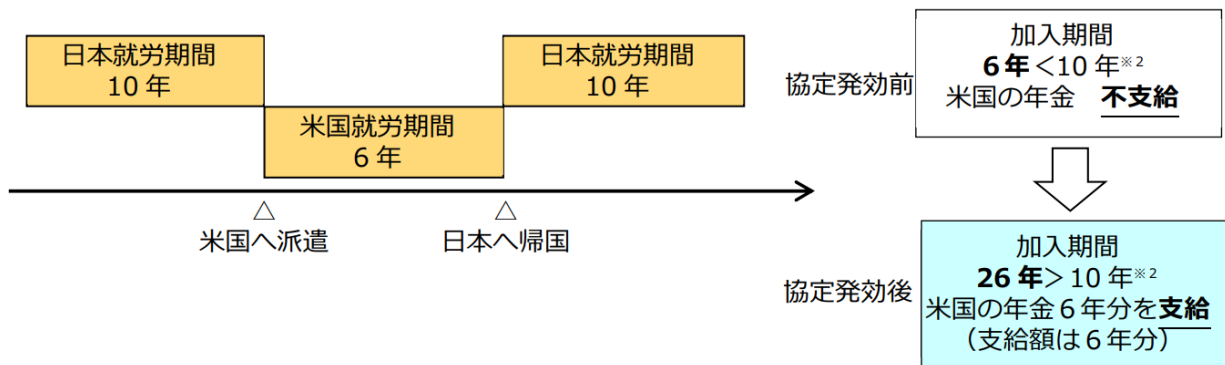 日本就労期間
10 年
米国就労期間
6 年
日本就労期間
10 年
△
米国へ派遣
△
日本へ帰国
協定発効前
加入期間
6年<10 年※2
米国の年金　不支給
協定発効後
加入期間
26 年>10 年※2
米国の年金6年分を支給
（支給額は6年分）